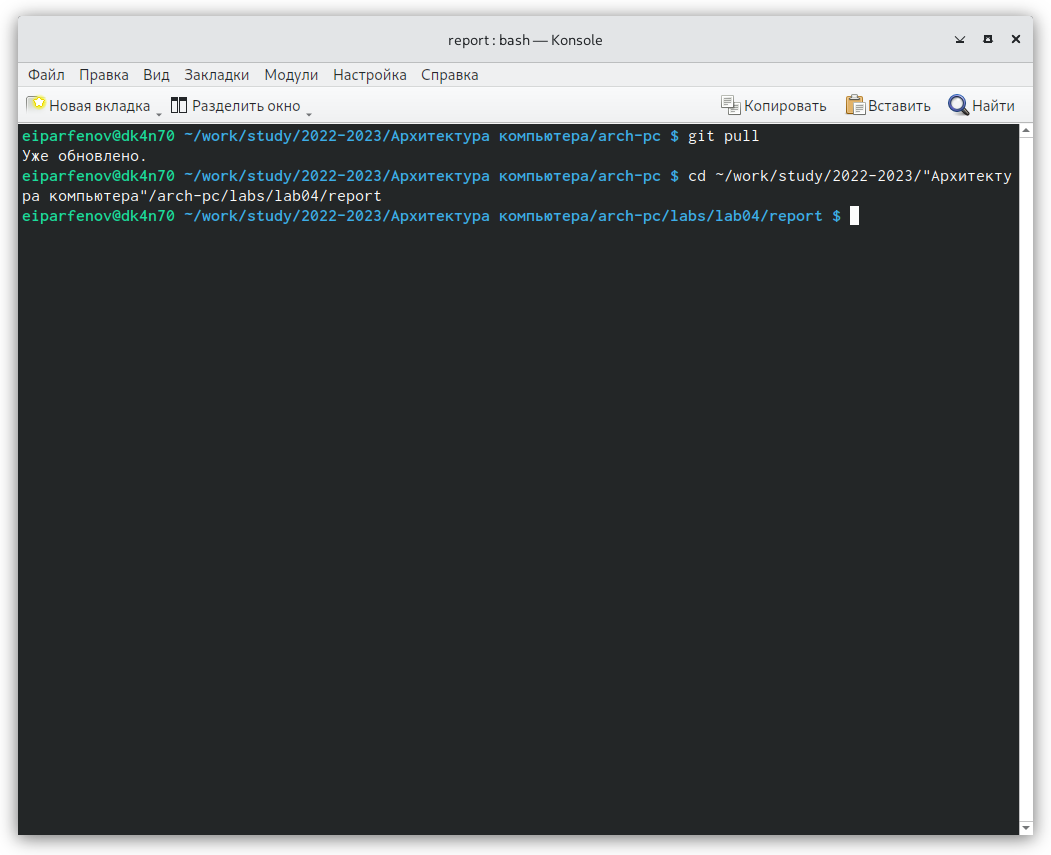 report : bash — Konsole
Файл Правка Вид Закладки Модули Настройка Справка
Новая вкладка Разделить окно Копировать Вставить Найти
eiparfenov@dk4n70 ~/work/study/2022-2023/Архитектура компьютера/arch-pc $ git pull
Уже обновлено.
eiparfenov@dk4n70 ~/work/study/2022-2023/Архитектура компьютера/arch-pc $ cd ~/work/study/2022-2023/"Архитекту
ра компьютера"/arch-pc/labs/lab04/report
eiparfenov@dk4n70 ~/work/study/2022-2023/Архитектура компьютера/arch-pc/labs/lab04/report $